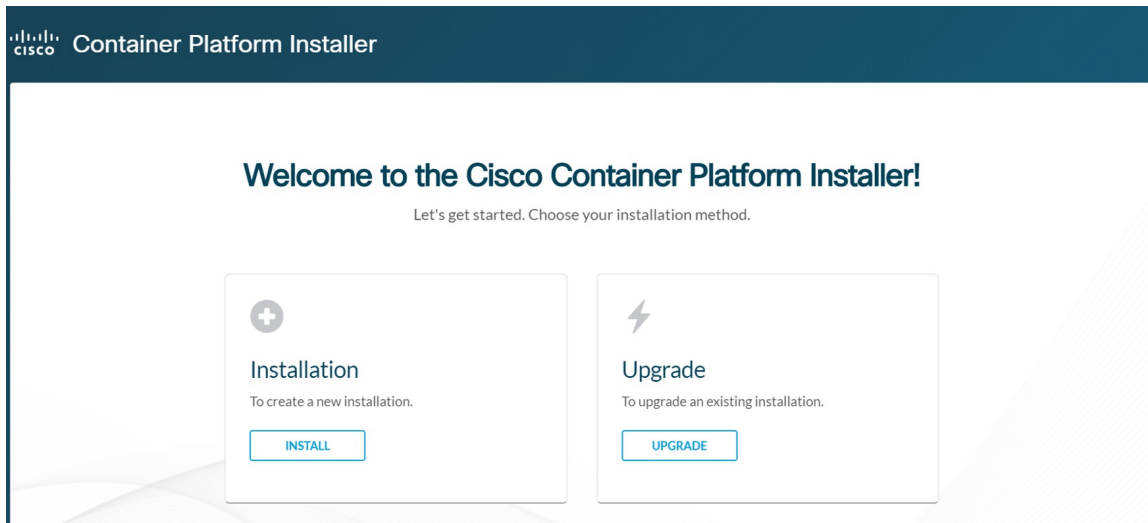 cisco Container Platform Installer
Welcome to the Cisco Container Platform Installer!
Let's get started. Choose your installation method.
Installation
To create a new installation.
INSTALL
Upgrade
To upgrade an existing installation.
UPGRADE